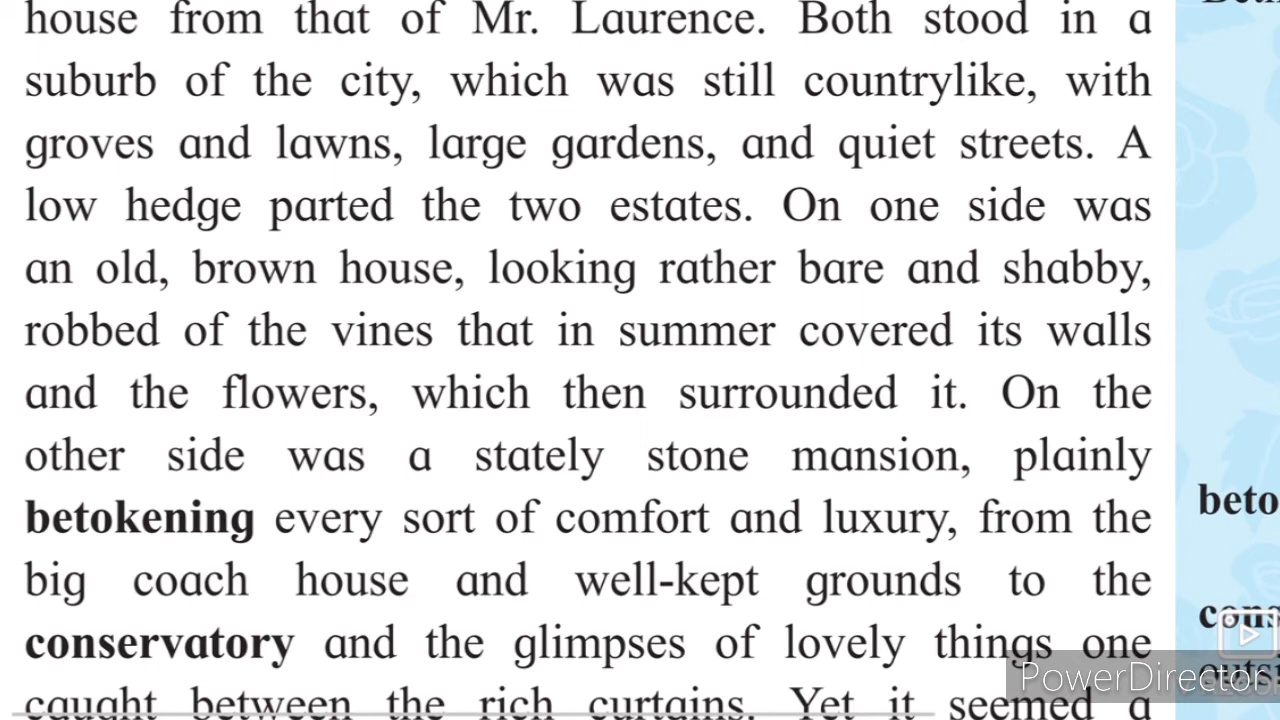 house from that of Mr. Laurence. Both stood in a
suburb of the city, which was still countrylike, with
groves and lawns, large gardens, and quiet streets. A
low hedge parted the two estates. On one side was
an old, brown house, looking rather bare and shabby,
robbed of the vines that in summer covered its walls
and the flowers, which then surrounded it. On the
other side was a stately stone mansion, plainly
betokening every sort of comfort and luxury, from the
big coach house and well-kept grounds to the
conservatory and the glimpses of lovely things one
caught between the rich curtains. Yet it seemed a
beto
cons
PowerDirector